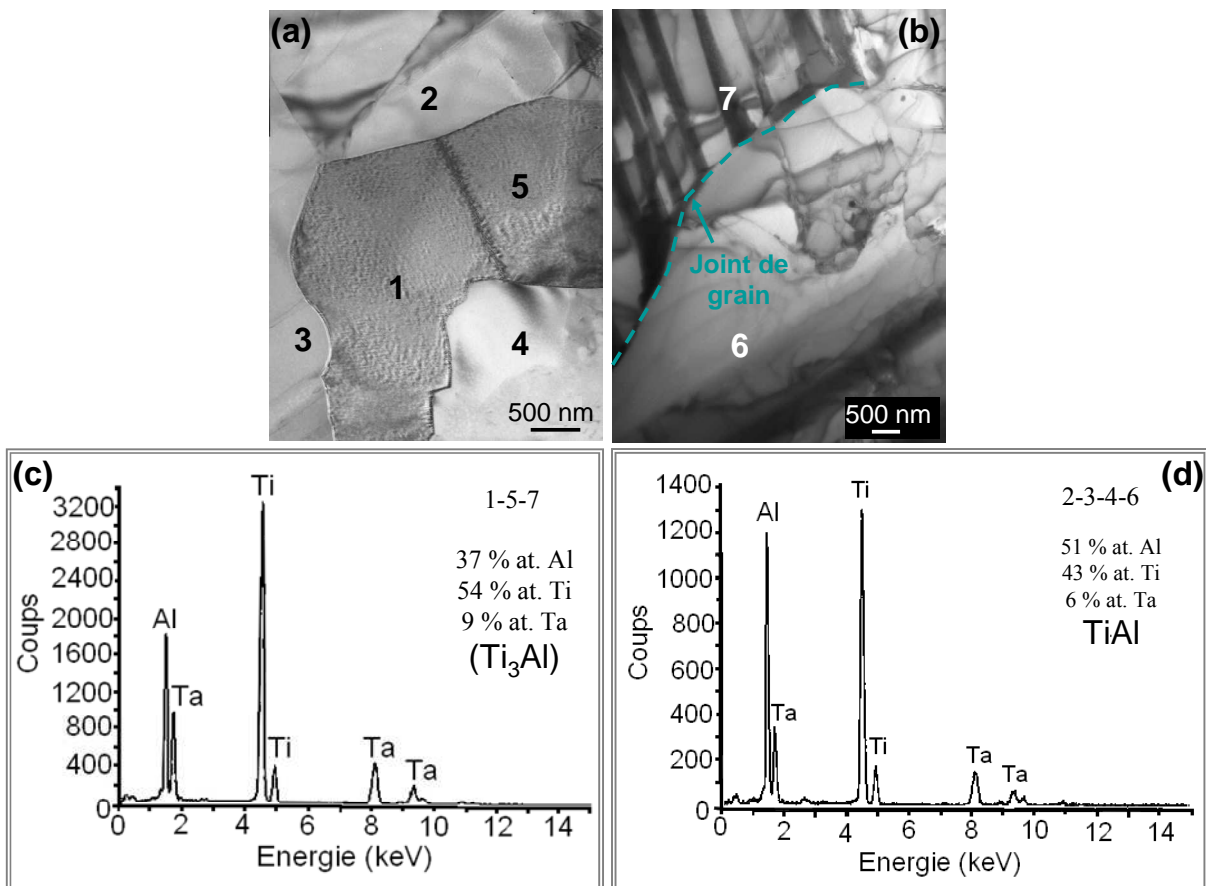 (a)
2
5
1
3
4
500 nm
(b)
7
Joint de
grain
6
500 nm
(c)
Ti
3200
2800
2400
2000
1600
1200
800
400
0
Coups
Al
Ta
Ti
Ta
Ta
1-5-7
37 % at. Al
54 % at. Ti
9 % at. Ta
(Ti₃Al)
0 2 4 6 8 10 12 14
Energie (keV)
(d)
1400
1200
1000
800
600
400
200
0
Coups
Al
Ti
Ta
Ti
Ta
Ta
2-3-4-6
51 % at. Al
43 % at. Ti
6 % at. Ta
TiAl
0 2 4 6 8 10 12 14
Energie (keV)